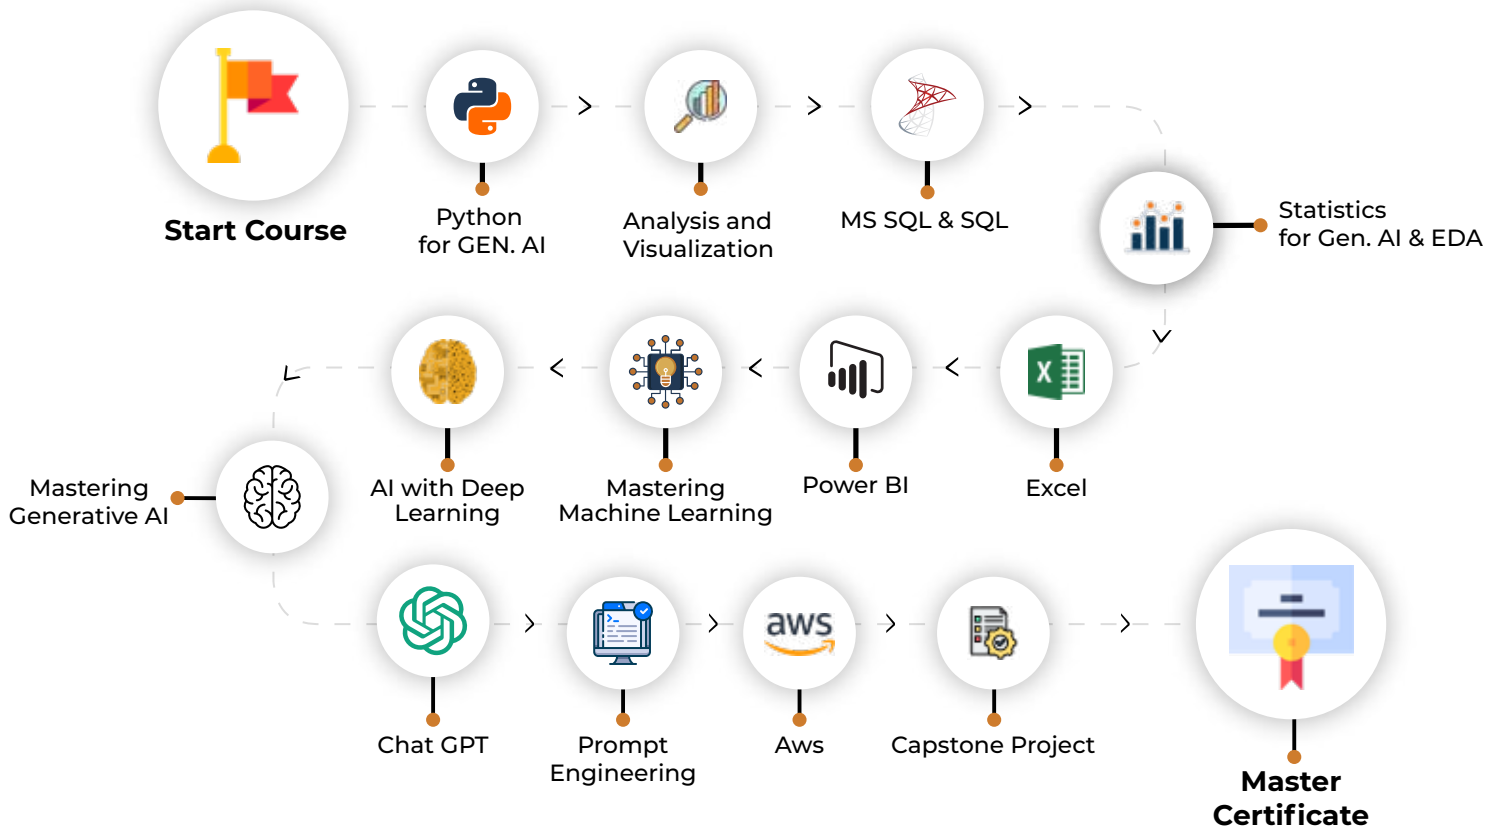 Start Course
Python
for GEN. AI
Analysis and
Visualization
MS SQL & SQL
Statistics
for Gen. AI & EDA
X
Excel
Power BI
Mastering
Machine Learning
AI with Deep
Learning
Mastering
Generative AI
Chat GPT
Prompt
Engineering
aws
Aws
Capstone Project
Master
Certificate